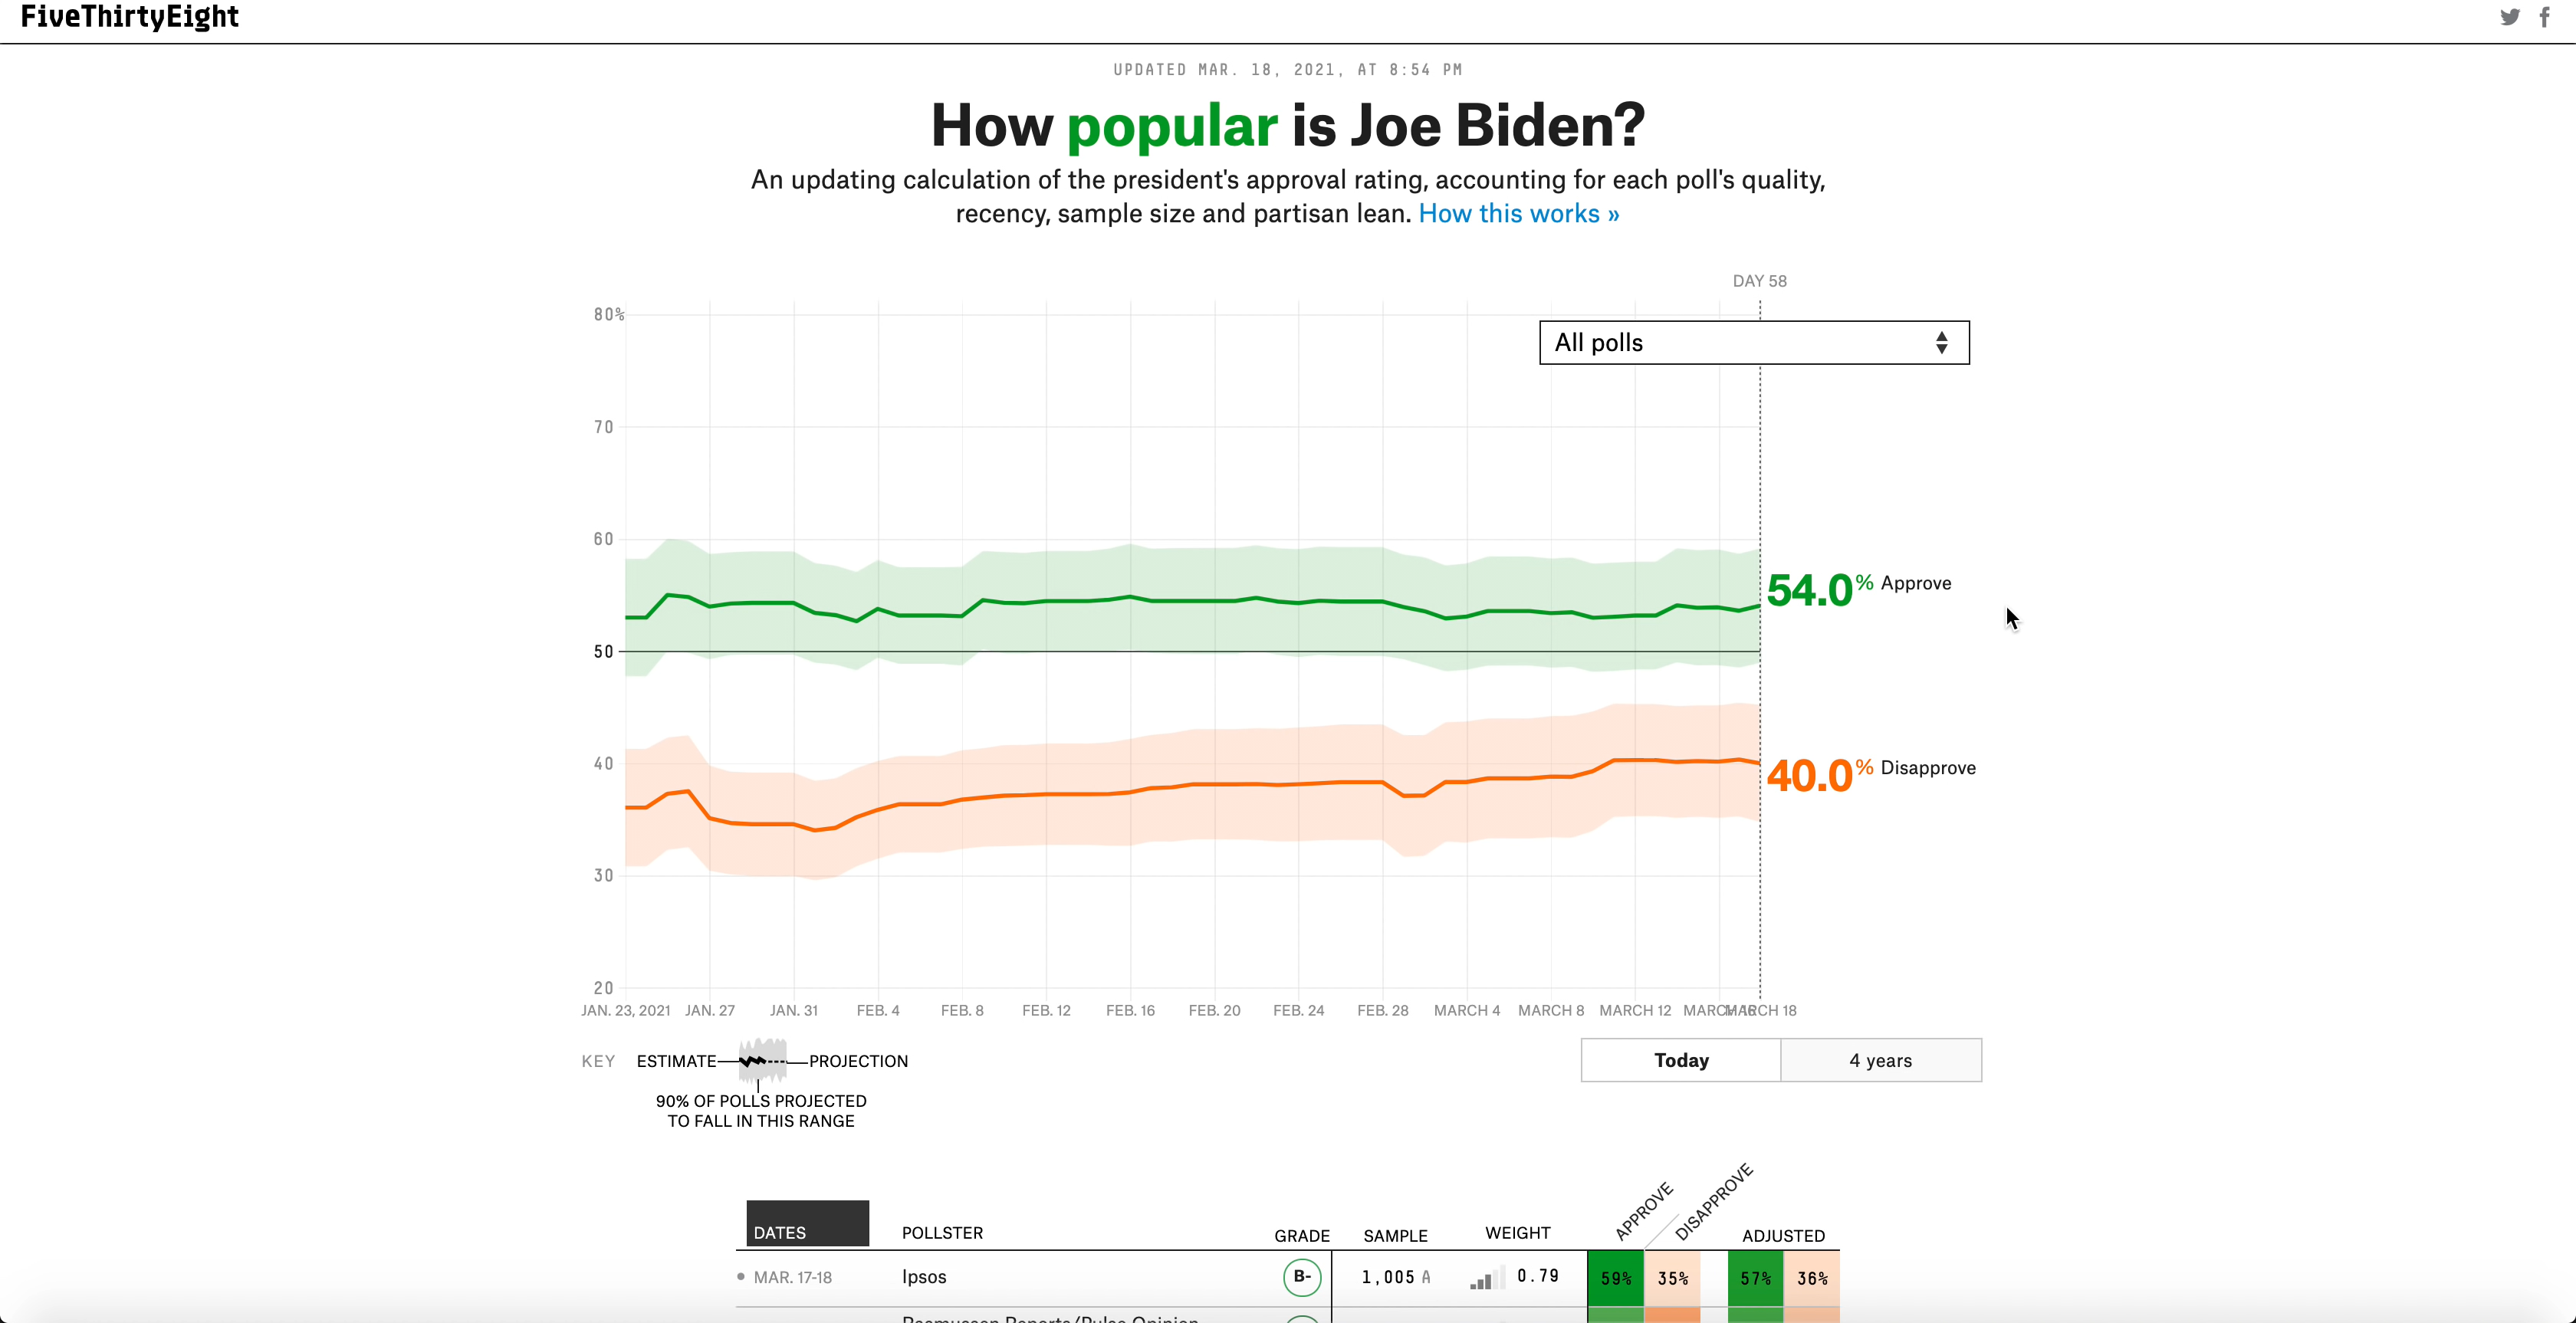 FiveThirtyEight
UPDATED MAR. 18, 2021, AT 8:54 PM
How popular is Joe Biden?
An updating calculation of the president's approval rating, accounting for each poll's quality,
recency, sample size and partisan lean. How this works »
DAY 58
80%
All polls
70
60
54.0% Approve
50
40
40.0% Disapprove
30
20
JAN. 23, 2021 JAN. 27 JAN. 31 FEB. 4 FEB. 8 FEB. 12 FEB. 16 FEB. 20 FEB. 24 FEB. 28 MARCH 4 MARCH 8 MARCH 12 MARCH 18
KEY ESTIMATE PROJECTION
Today 4 years
90% OF POLLS PROJECTED
TO FALL IN THIS RANGE
DATES POLLSTER GRADE SAMPLE WEIGHT APPROVE DISAPPROVE ADJUSTED
MAR. 17-18 Ipsos B- 1,005 A 0.79 59% 35% 57% 36%
Rasmussen Reports/Pulse Opinion